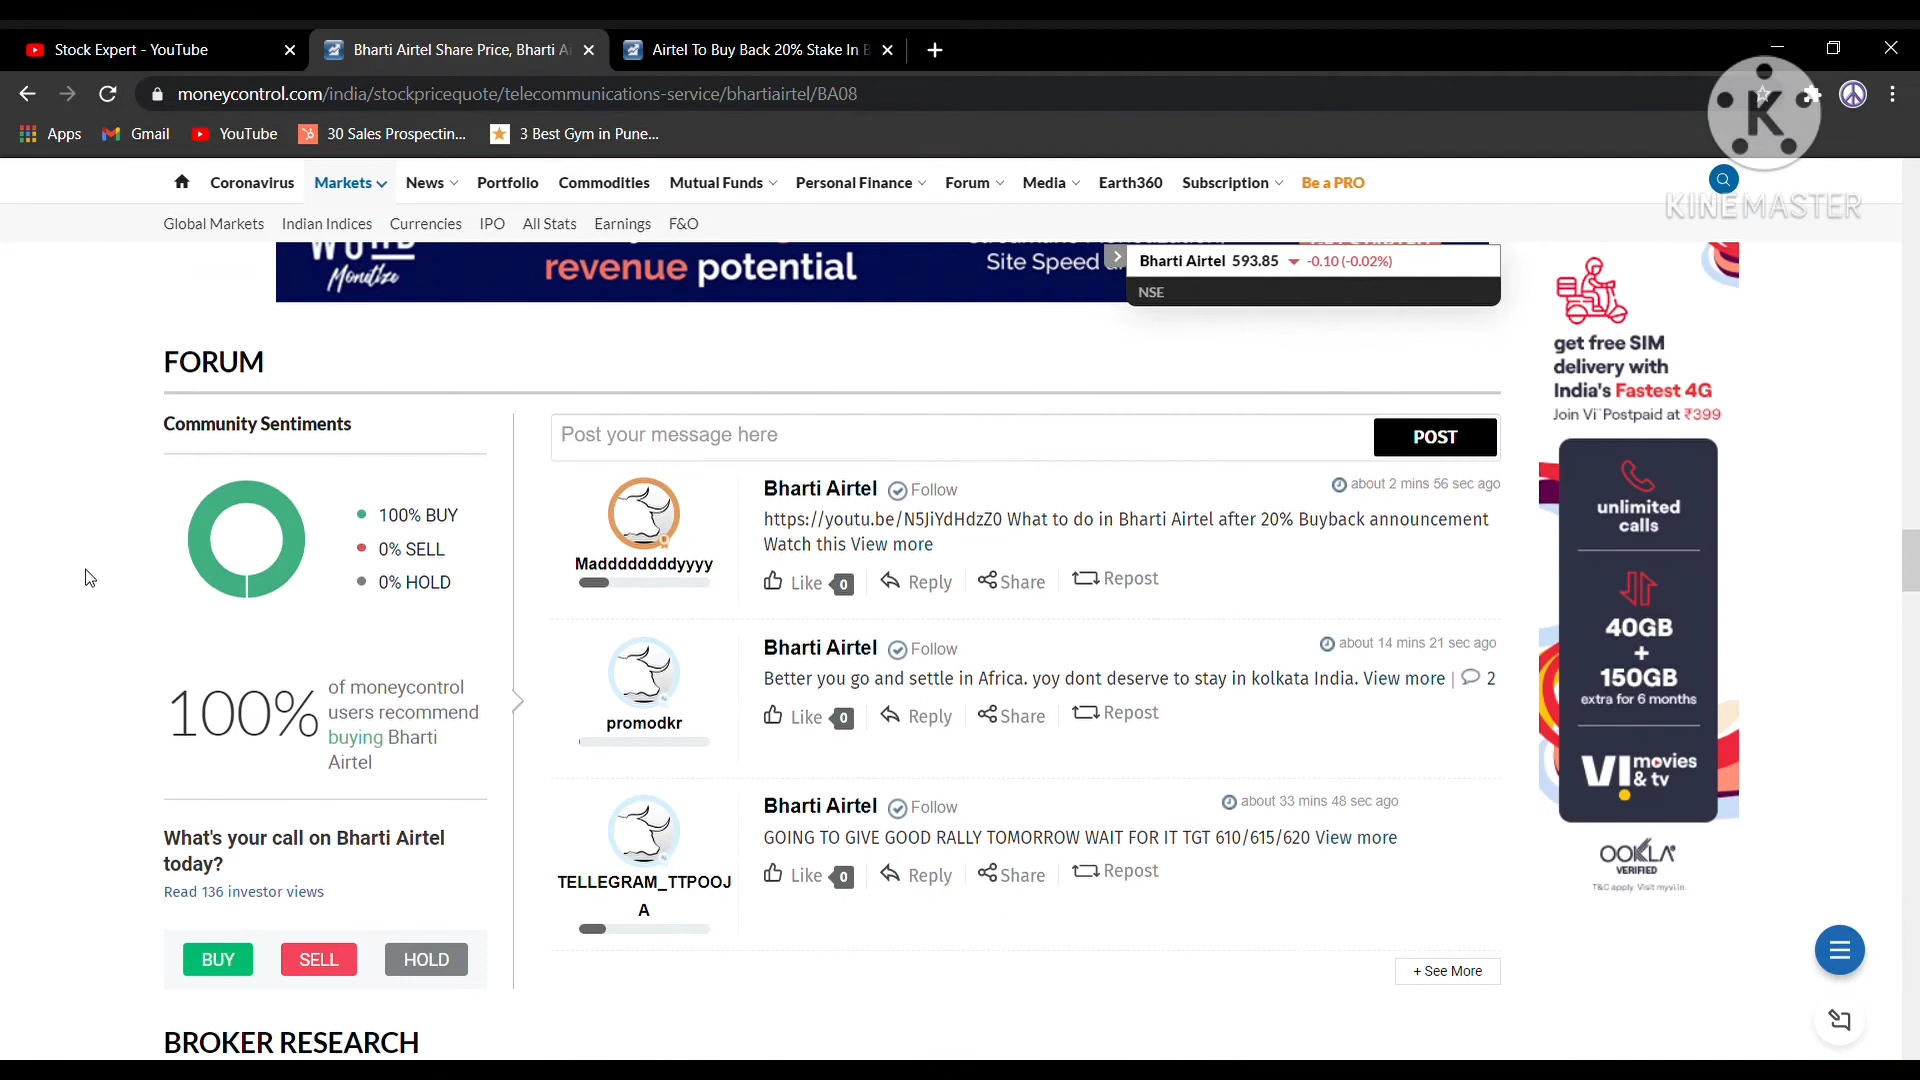 Stock Expert - YouTube
Bharti Airtel Share Price, Bharti A
Airtel To Buy Back 20% Stake In B
moneycontrol.com/india/stockpricequote/telecommunications-service/bhartiairtel/BA08
Apps
Gmail
YouTube
30 Sales Prospectin...
3 Best Gym in Pune...
K
KINEMASTER
Coronavirus
Markets
News
Portfolio
Commodities
Mutual Funds
Personal Finance
Forum
Media
Earth360
Subscription
Be a PRO
Global Markets
Indian Indices
Currencies
IPO
All Stats
Earnings
F&O
Monetize
revenue potential
Site Speed
Bharti Airtel 593.85 -0.10 (-0.02%)
NSE
FORUM
Community Sentiments
100% BUY
0% SELL
0% HOLD
100%
of moneycontrol
users recommend
buying Bharti
Airtel
What's your call on Bharti Airtel
today?
Read 136 investor views
BUY
SELL
HOLD
Post your message here
POST
Bharti Airtel Follow
about 2 mins 56 sec ago
https://youtu.be/N5JiYdHdzZ0 What to do in Bharti Airtel after 20% Buyback announcement
Watch this View more
Maddddddddyyyy
Like 0 Reply Share Repost
Bharti Airtel Follow
about 14 mins 21 sec ago
Better you go and settle in Africa. yoy dont deserve to stay in kolkata India. View more | 2
promodkr
Like 0 Reply Share Repost
Bharti Airtel Follow
about 33 mins 48 sec ago
GOING TO GIVE GOOD RALLY TOMORROW WAIT FOR IT TGT 610/615/620 View more
TELLEGRAM_TTPOOJ
A
Like 0 Reply Share Repost
+ See More
BROKER RESEARCH
get free SIM
delivery with
India's Fastest 4G
Join Vi Postpaid at ₹399
unlimited
calls
40GB
+
150GB
extra for 6 months
VI movies
& tv
OOKLA
VERIFIED
T&C apply. Visit myvi.in.